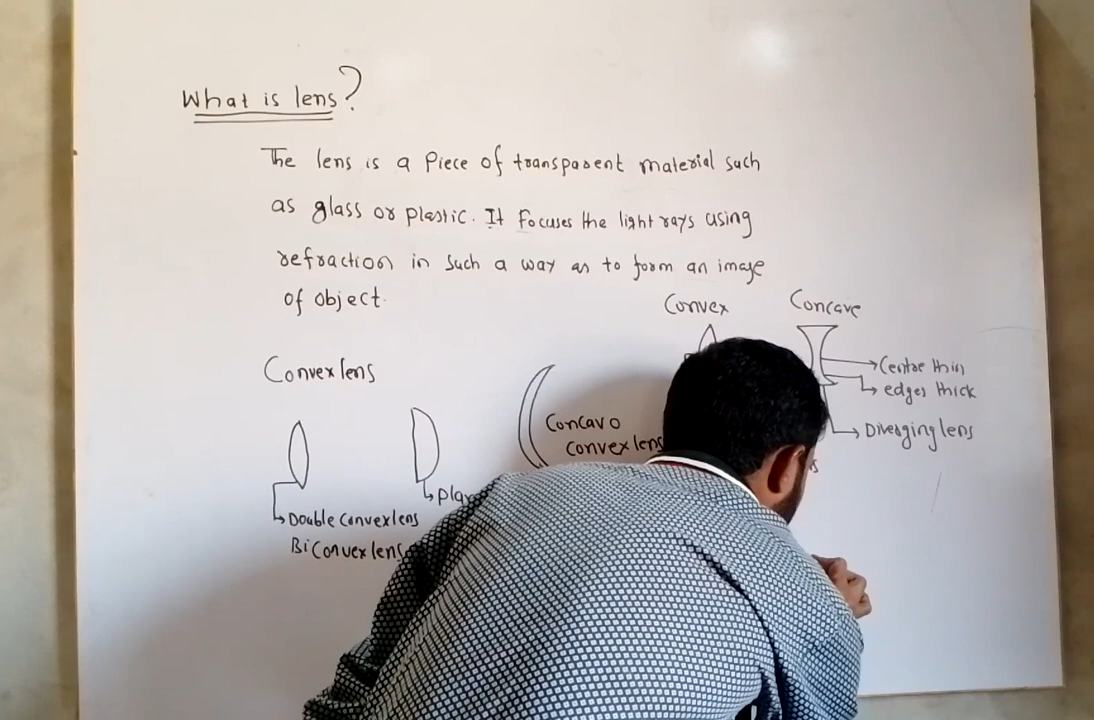 What is lens?
The lens is a Piece of transparent material such
as glass or plastic. It focuses the light rays using
refraction in such a way as to form an image
of object.
Convex
Concave
Centre thin
edges thick
Diverging lens
Convex lens
Concavo
convex lens
Double Convex lens
BiConvex lens